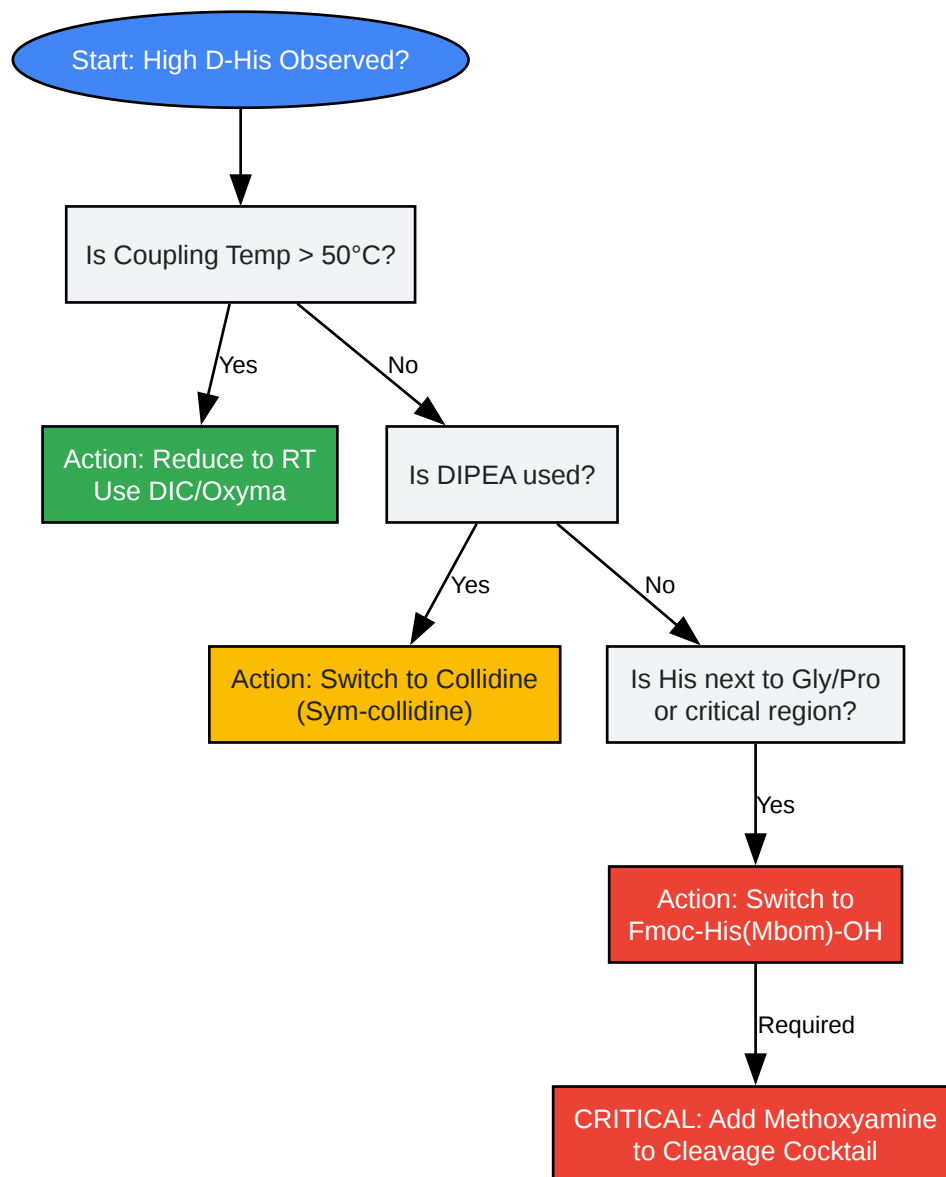 Start: High D-His Observed?
Is Coupling Temp > 50°C?
Yes
No
Action: Reduce to RT
Use DIC/Oxyma
Is DIPEA used?
Yes
No
Action: Switch to Collidine
(Sym-collidine)
Is His next to Gly/Pro
or critical region?
Yes
Action: Switch to
Fmoc-His(Mbom)-OH
Required
CRITICAL: Add Methoxyamine
to Cleavage Cocktail